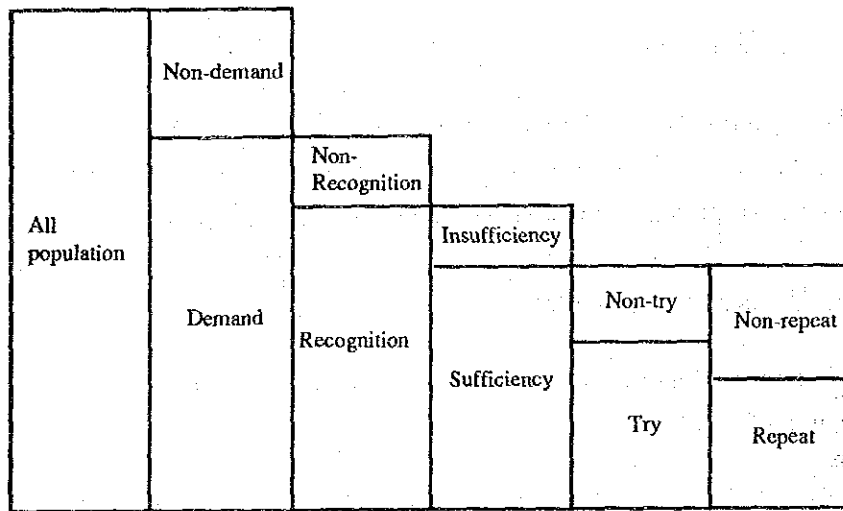 All
population
Non-demand
Demand
Non-
Recognition
Recognition
Insufficiency
Sufficiency
Non-try
Try
Non-repeat
Repeat